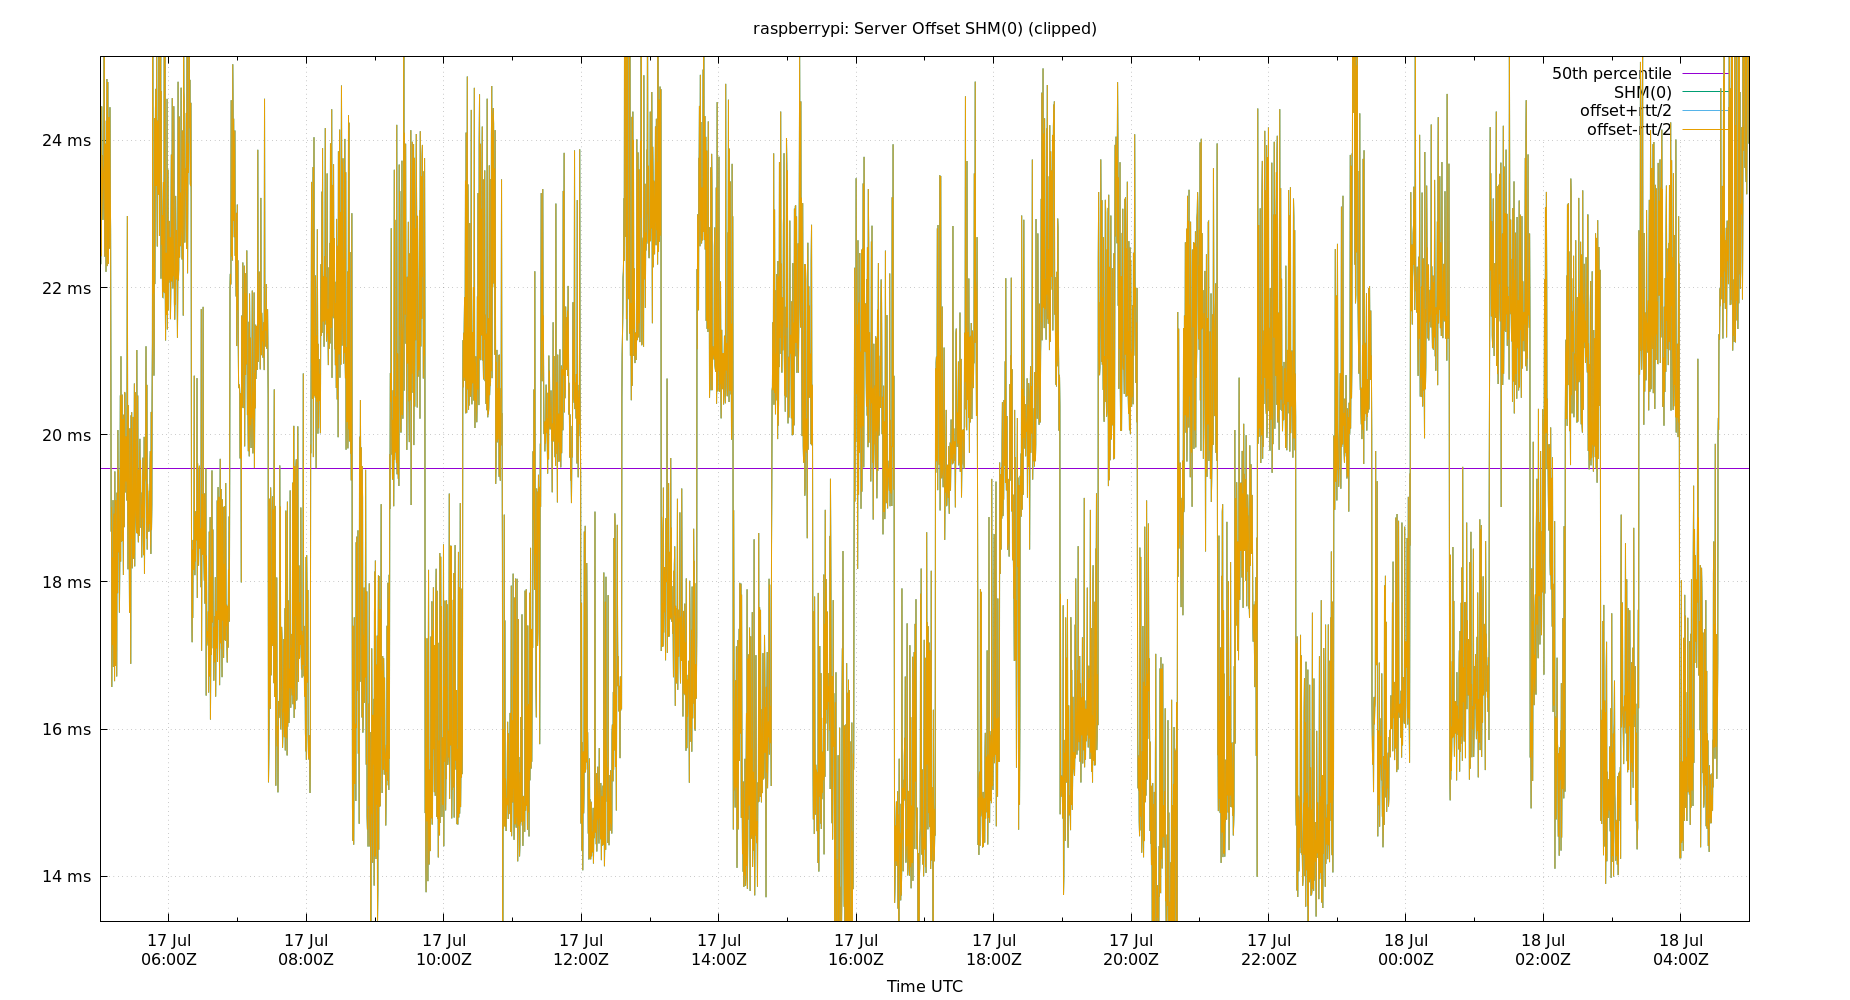 raspberrypi: Server Offset SHM(0) (clipped)
50th percentile
SHM(0)
offset+rtt/2
offset-rtt/2
24 ms
22 ms
20 ms
18 ms
16 ms
14 ms
17 Jul 17 Jul 17 Jul 17 Jul 17 Jul 17 Jul 17 Jul 17 Jul 17 Jul 18 Jul 18 Jul 18 Jul
06:00Z 08:00Z 10:00Z 12:00Z 14:00Z 16:00Z 18:00Z 20:00Z 22:00Z 00:00Z 02:00Z 04:00Z
Time UTC